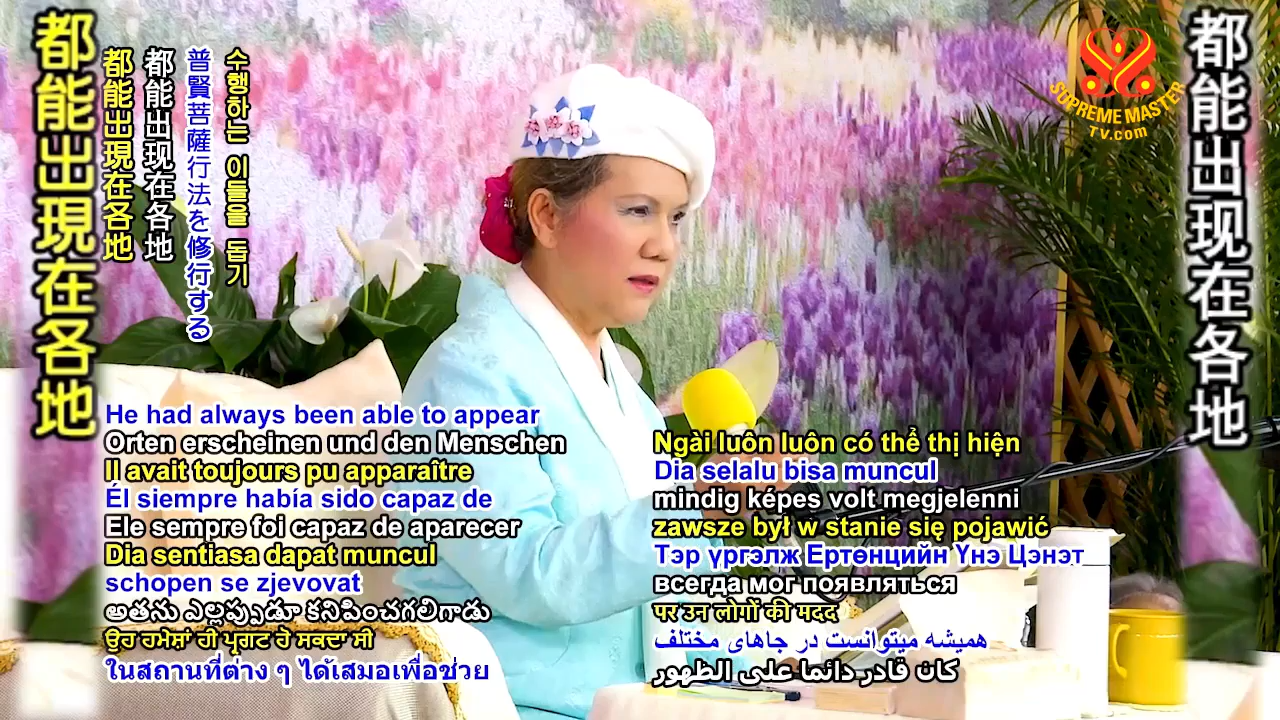 都能出現在各地
都能出現在各地
都能出现在各地
普賢菩薩行法を修行する
수행하는 이들을 돕기
SUPREME MASTER
TV.com
都能出现在各地
He had always been able to appear
Orten erscheinen und den Menschen
Il avait toujours pu apparaître
Él siempre había sido capaz de
Ele sempre foi capaz de aparecer
Dia sentiasa dapat muncul
schopen se zjevovat
అతను ఎల్లప్పుడూ కనిపించగలిగాడు
ਉਹ ਹਮੇਸ਼ਾਂ ਹੀ ਪ੍ਰਗਟ ਹੋ ਸਕਦਾ ਸੀ
ในสถานที่ต่าง ๆ ได้เสมอเพื่อช่วย
Ngài luôn luôn có thể thị hiện
Dia selalu bisa muncul
mindig képes volt megjelenni
zawsze był w stanie się pojawić
Тэр үргэлж Ертөнцийн Үнэ Цэнэт
всегда мог появляться
पर उन लोगों की मदद
همیشه میتوانست در جاهای مختلف
كان قادر دائما على الظهور